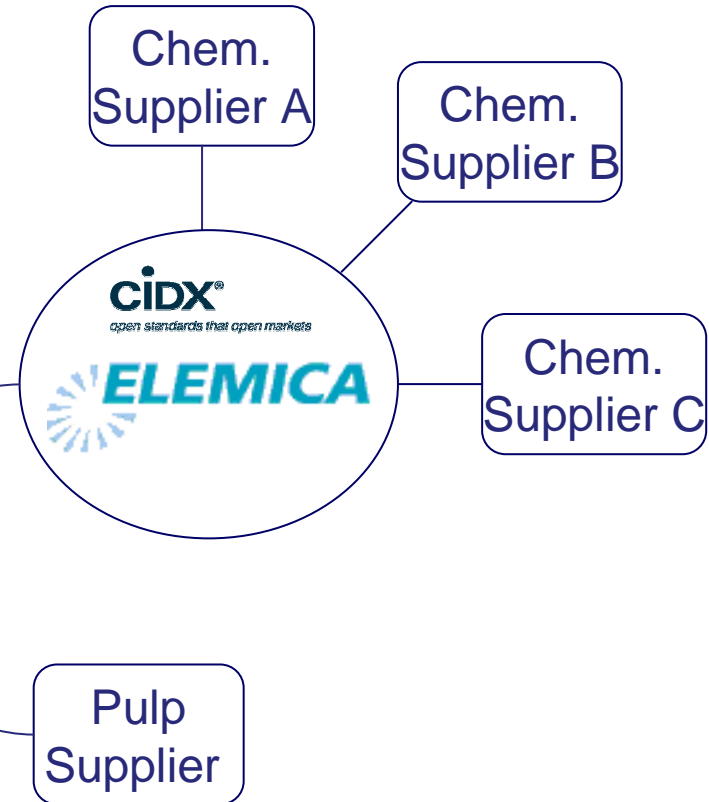 Chem.
Supplier A
Chem.
Supplier B
CIDX®
open standards that open markets
ELEMICA
Chem.
Supplier C
Pulp
Supplier